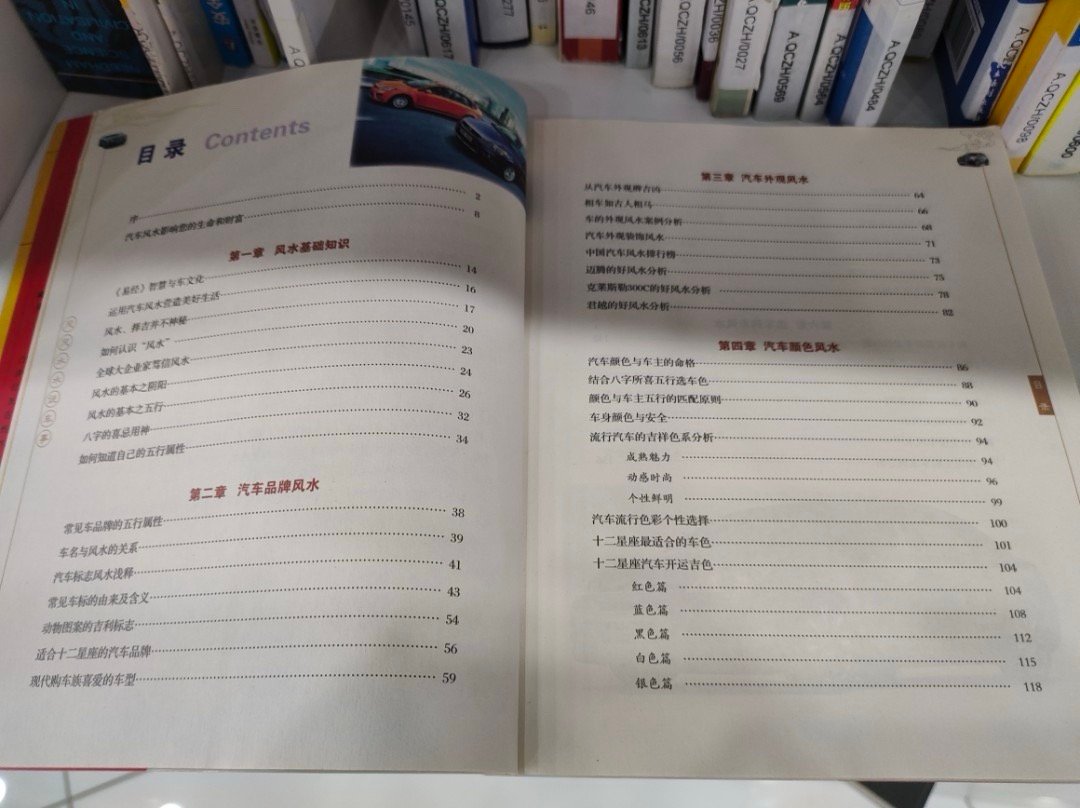 NEEDHAM
SCIENCE
AND
CIVILISATION
IN
A.QCZH/0613
A.QCZH/0056
A.QCZH/0027
A.QCZH/0569
A.QCZH/0484
目录 Contents
序 2
汽车风水影响您的生命和财富 8
第一章 风水基础知识
《易经》智慧与车文化 14
运用汽车风水营造美好生活 16
风水、择吉并不神秘 17
如何认识“风水” 20
全球大企业家笃信风水 23
风水的基本之阴阳 24
风水的基本之五行 26
八字的喜忌用神 32
如何知道自己的五行属性 34
第二章 汽车品牌风水
常见车品牌的五行属性 38
车名与风水的关系 39
汽车标志风水浅释 41
常见车标的由来及含义 43
动物图案的吉利标志 54
适合十二星座的汽车品牌 56
现代购车族喜爱的车型 59
第三章 汽车外观风水
从汽车外观辨吉凶 64
相车如古人相马 66
车的外观风水案例分析 68
汽车外观装饰风水 71
中国汽车风水排行榜 73
迈腾的好风水分析 75
克莱斯勒300C的好风水分析 78
君越的好风水分析 82
第四章 汽车颜色风水
汽车颜色与车主的命格 86
结合八字所喜五行选车色 88
颜色与车主五行的匹配原则 90
车身颜色与安全 92
流行汽车的吉祥色系分析 94
成熟魅力 94
动感时尚 96
个性鲜明 99
汽车流行色彩个性选择 100
十二星座最适合的车色 101
十二星座汽车开运吉色 104
红色篇 104
蓝色篇 108
黑色篇 112
白色篇 115
银色篇 118
目录